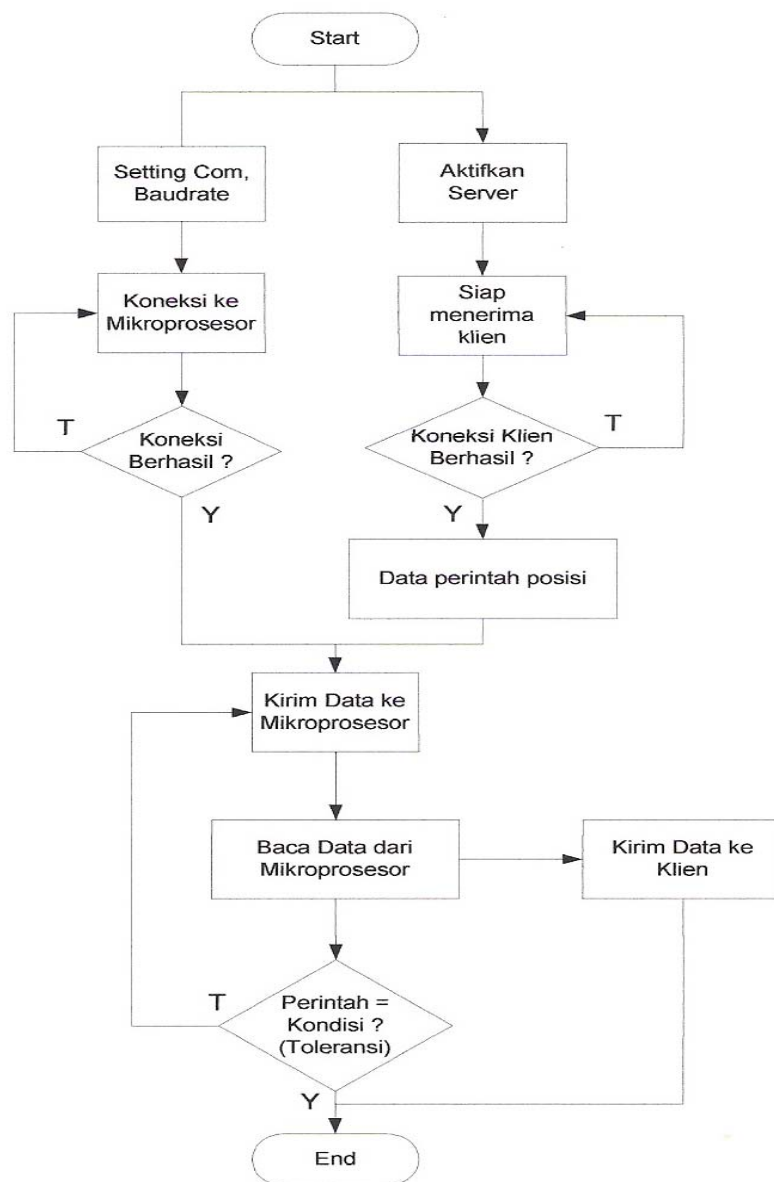 Start
Setting Com,
Baudrate
Aktifkan
Server
Koneksi ke
Mikroprosesor
Siap
menerima
klien
T
Koneksi
Berhasil ?
Koneksi Klien
Berhasil ?
T
Y
Y
Data perintah posisi
Kirim Data ke
Mikroprosesor
Baca Data dari
Mikroprosesor
Kirim Data ke
Klien
T
Perintah =
Kondisi ?
(Toleransi)
Y
End